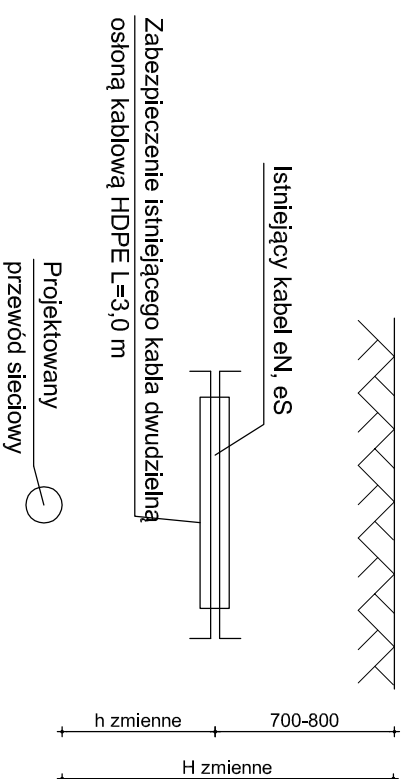 Istniejący kabel eN, eS
Zabezpieczenie istniejącego kabla dwudzielną
osłoną kablową HDPE L=3,0 m
Projektowany
przewód sieciowy
700-800
h zmienne
H zmienne